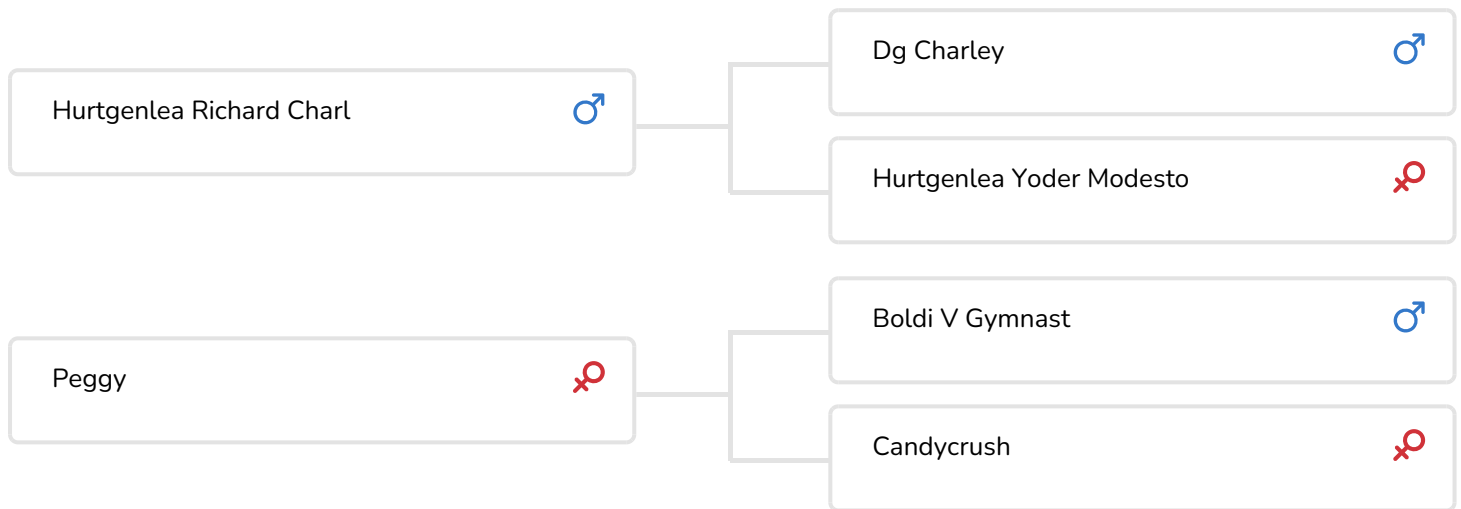 Dg Charley
Hurtgenlea Richard Charl
Hurtgenlea Yoder Modesto
Boldi V Gymnast
Peggy
Candycrush